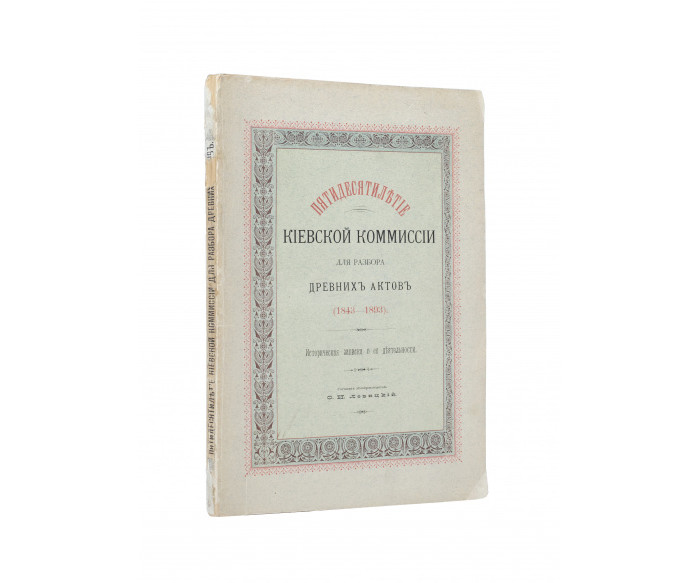 ПЯТИДЕСЯТИЛѢТІЕ
КІЕВСКОЙ КОММИССІИ
ДЛЯ РАЗБОРА
ДРЕВНИХЪ АКТОВЪ
(1843—1893).
Историческая записка о ея дѣятельности.
О. И. Левицкій.
ПЯТИДЕСЯТИЛѢТІЕ КІЕВСКОЙ КОММИССІИ ДЛЯ РАЗБОРА ДРЕВНИХ